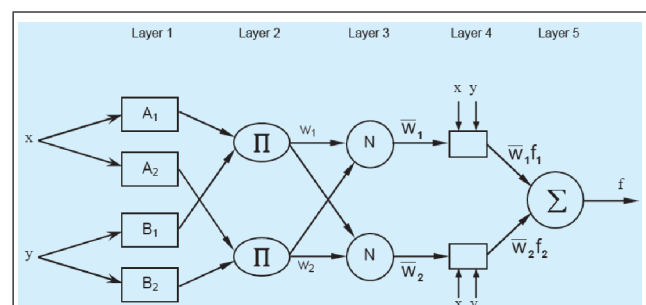 Layer 1 Layer 2 Layer 3 Layer 4 Layer 5
x y
A₁ w₁ w̅₁
x Π N w̅₁f₁
A₂
f
Σ
B₁
y Π N w̅₂f₂
B₂ w₂ w̅₂
x y